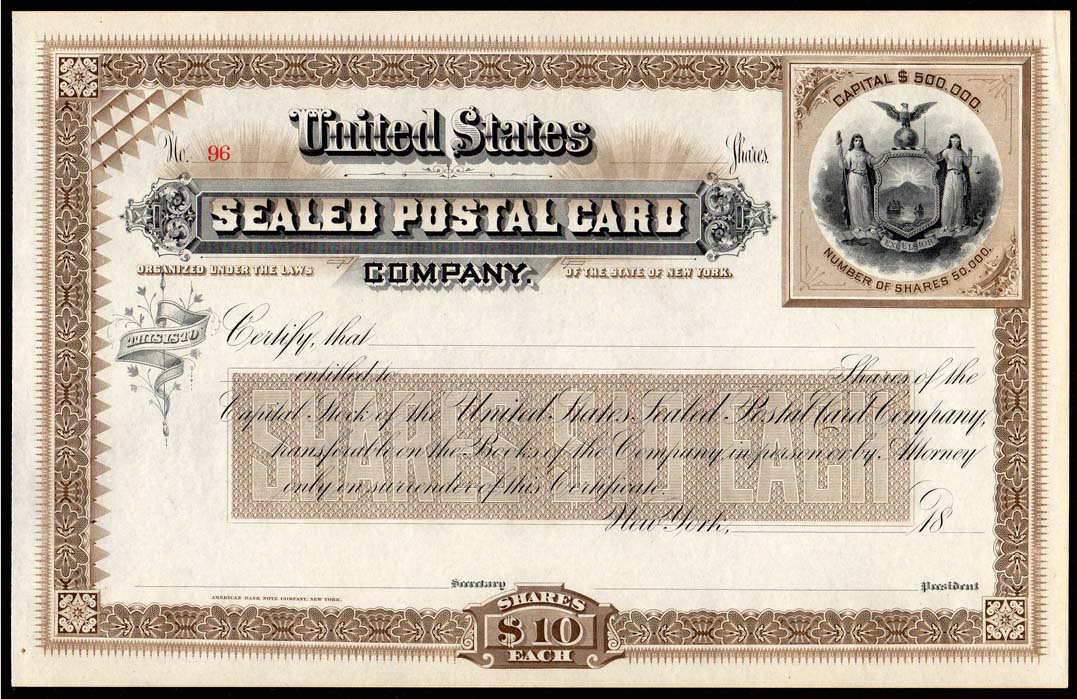 CAPITAL $ 500.000.
United States
No. 96
Shares.
SEALED POSTAL CARD
EXCELSIOR
ORGANIZED UNDER THE LAWS
COMPANY.
OF THE STATE OF NEW YORK.
NUMBER OF SHARES 50.000.
THIS IS TO
Certify, that
entitled to Shares of the
Capital Stock of the United States Sealed Postal Card Company,
transferable on the Books of the Company in person or by Attorney
only on surrender of this Certificate.
SHARES $10 EACH
New York, 18
Secretary
President
AMERICAN BANK NOTE COMPANY, NEW YORK.
SHARES
$10
EACH